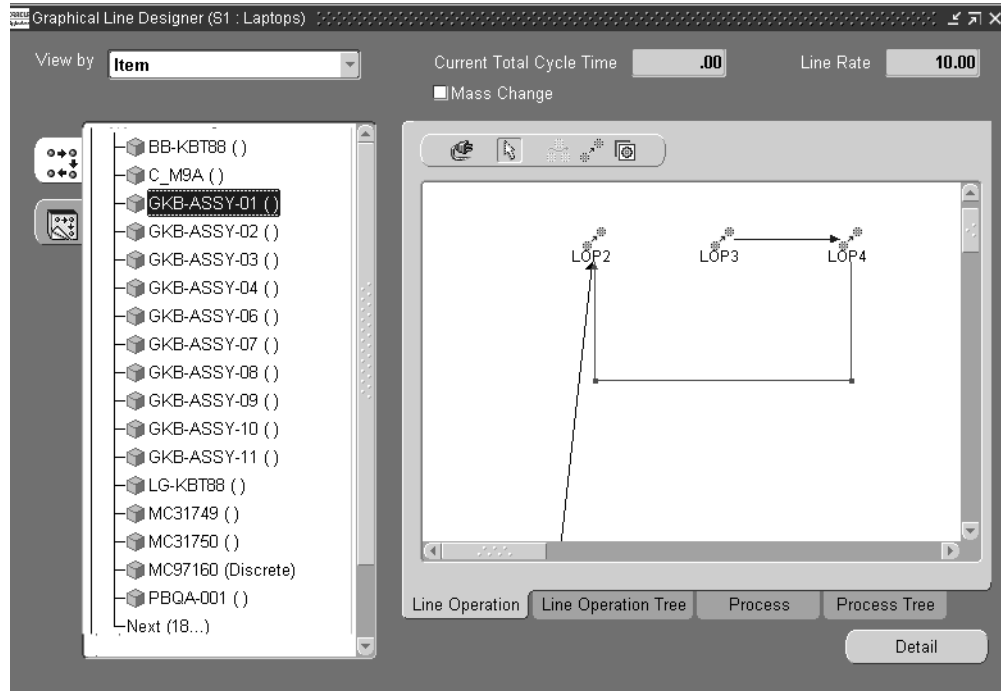 Graphical Line Designer (S1 : Laptops)
View by Item
Current Total Cycle Time .00 Line Rate 10.00
Mass Change
BB-KBT88 ( )
C_M9A ( )
GKB-ASSY-01 ( )
GKB-ASSY-02 ( )
GKB-ASSY-03 ( )
GKB-ASSY-04 ( )
GKB-ASSY-06 ( )
GKB-ASSY-07 ( )
GKB-ASSY-08 ( )
GKB-ASSY-09 ( )
GKB-ASSY-10 ( )
GKB-ASSY-11 ( )
LG-KBT88 ( )
MC31749 ( )
MC31750 ( )
MC97160 (Discrete)
PBQA-001 ( )
Next (18...)
LOP2 LOP3 LOP4
Line Operation Line Operation Tree Process Process Tree
Detail